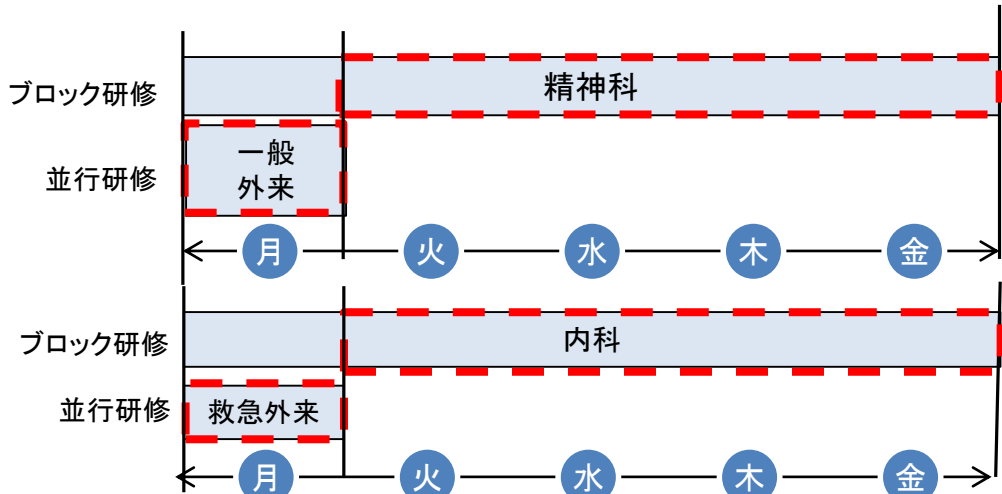 ブロック研修
精神科
並行研修
一般
外来
月
火
水
木
金
ブロック研修
内科
並行研修
救急外来
月
火
水
木
金